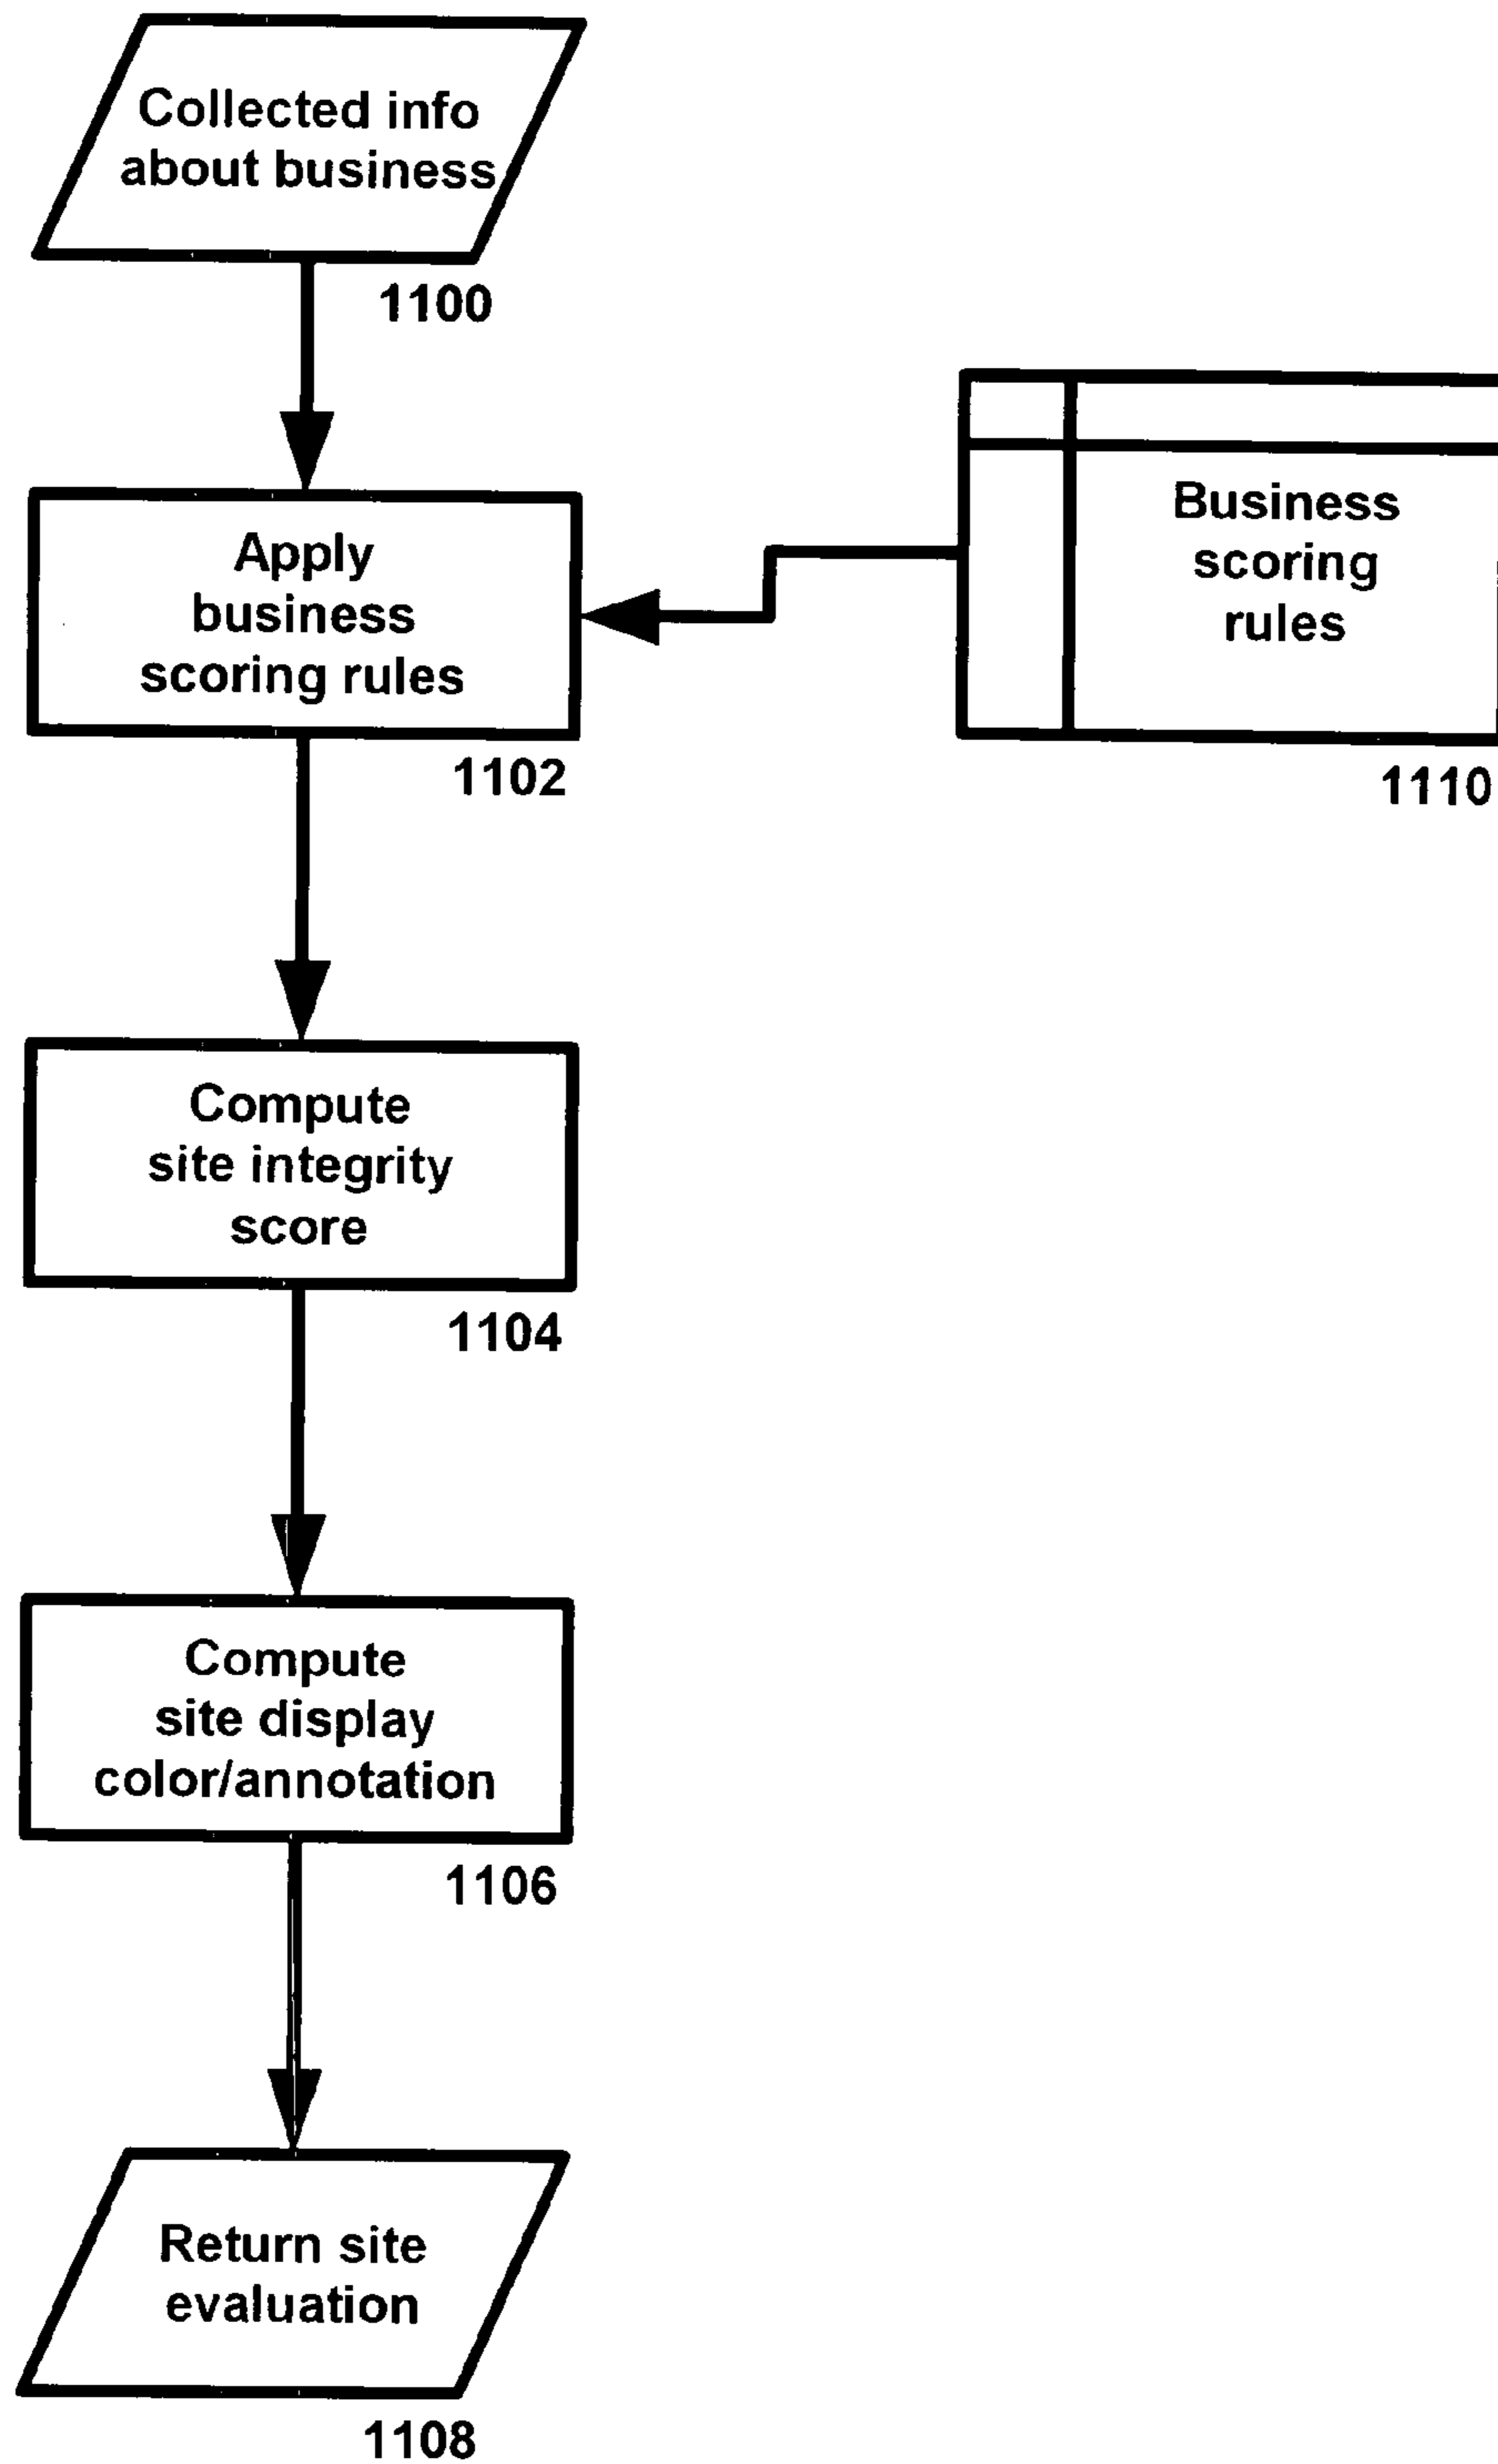 Collected info
about business
1100
Apply
business
scoring rules
1102
Business
scoring
rules
1110
Compute
site integrity
score
1104
Compute
site display
color/annotation
1106
Return site
evaluation
1108